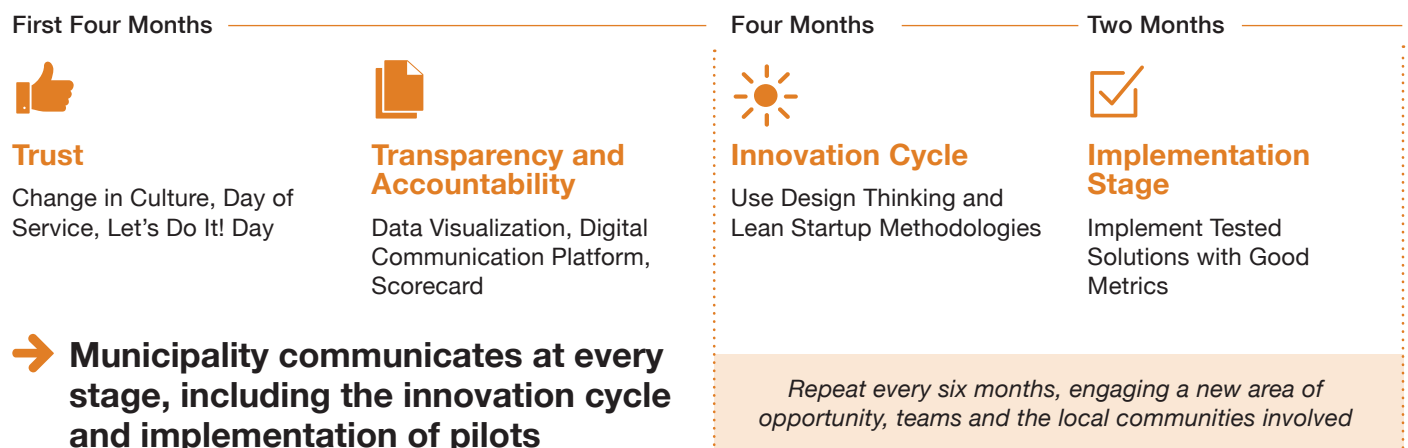 First Four Months
Four Months
Two Months
Trust
Change in Culture, Day of
Service, Let's Do It! Day
Transparency and
Accountability
Data Visualization, Digital
Communication Platform,
Scorecard
Innovation Cycle
Use Design Thinking and
Lean Startup Methodologies
Implementation
Stage
Implement Tested
Solutions with Good
Metrics
Municipality communicates at every
stage, including the innovation cycle
and implementation of pilots
Repeat every six months, engaging a new area of
opportunity, teams and the local communities involved